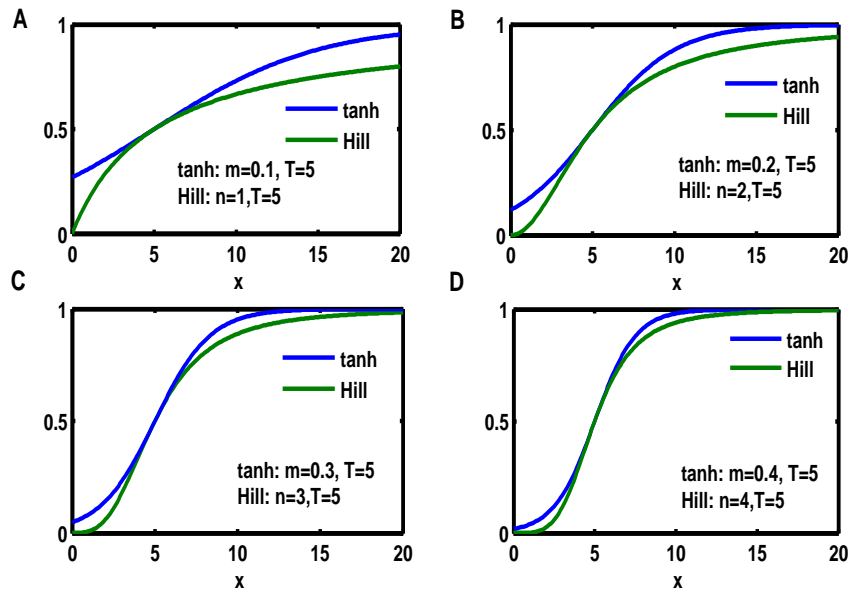 A
1
0.5
0
0
5
10
15
20
x
tanh
Hill
tanh: m=0.1, T=5
Hill: n=1,T=5
B
1
0.5
0
0
5
10
15
20
x
tanh
Hill
tanh: m=0.2, T=5
Hill: n=2,T=5
C
1
0.5
0
0
5
10
15
20
x
tanh
Hill
tanh: m=0.3, T=5
Hill: n=3,T=5
D
1
0.5
0
0
5
10
15
20
x
tanh
Hill
tanh: m=0.4, T=5
Hill: n=4,T=5